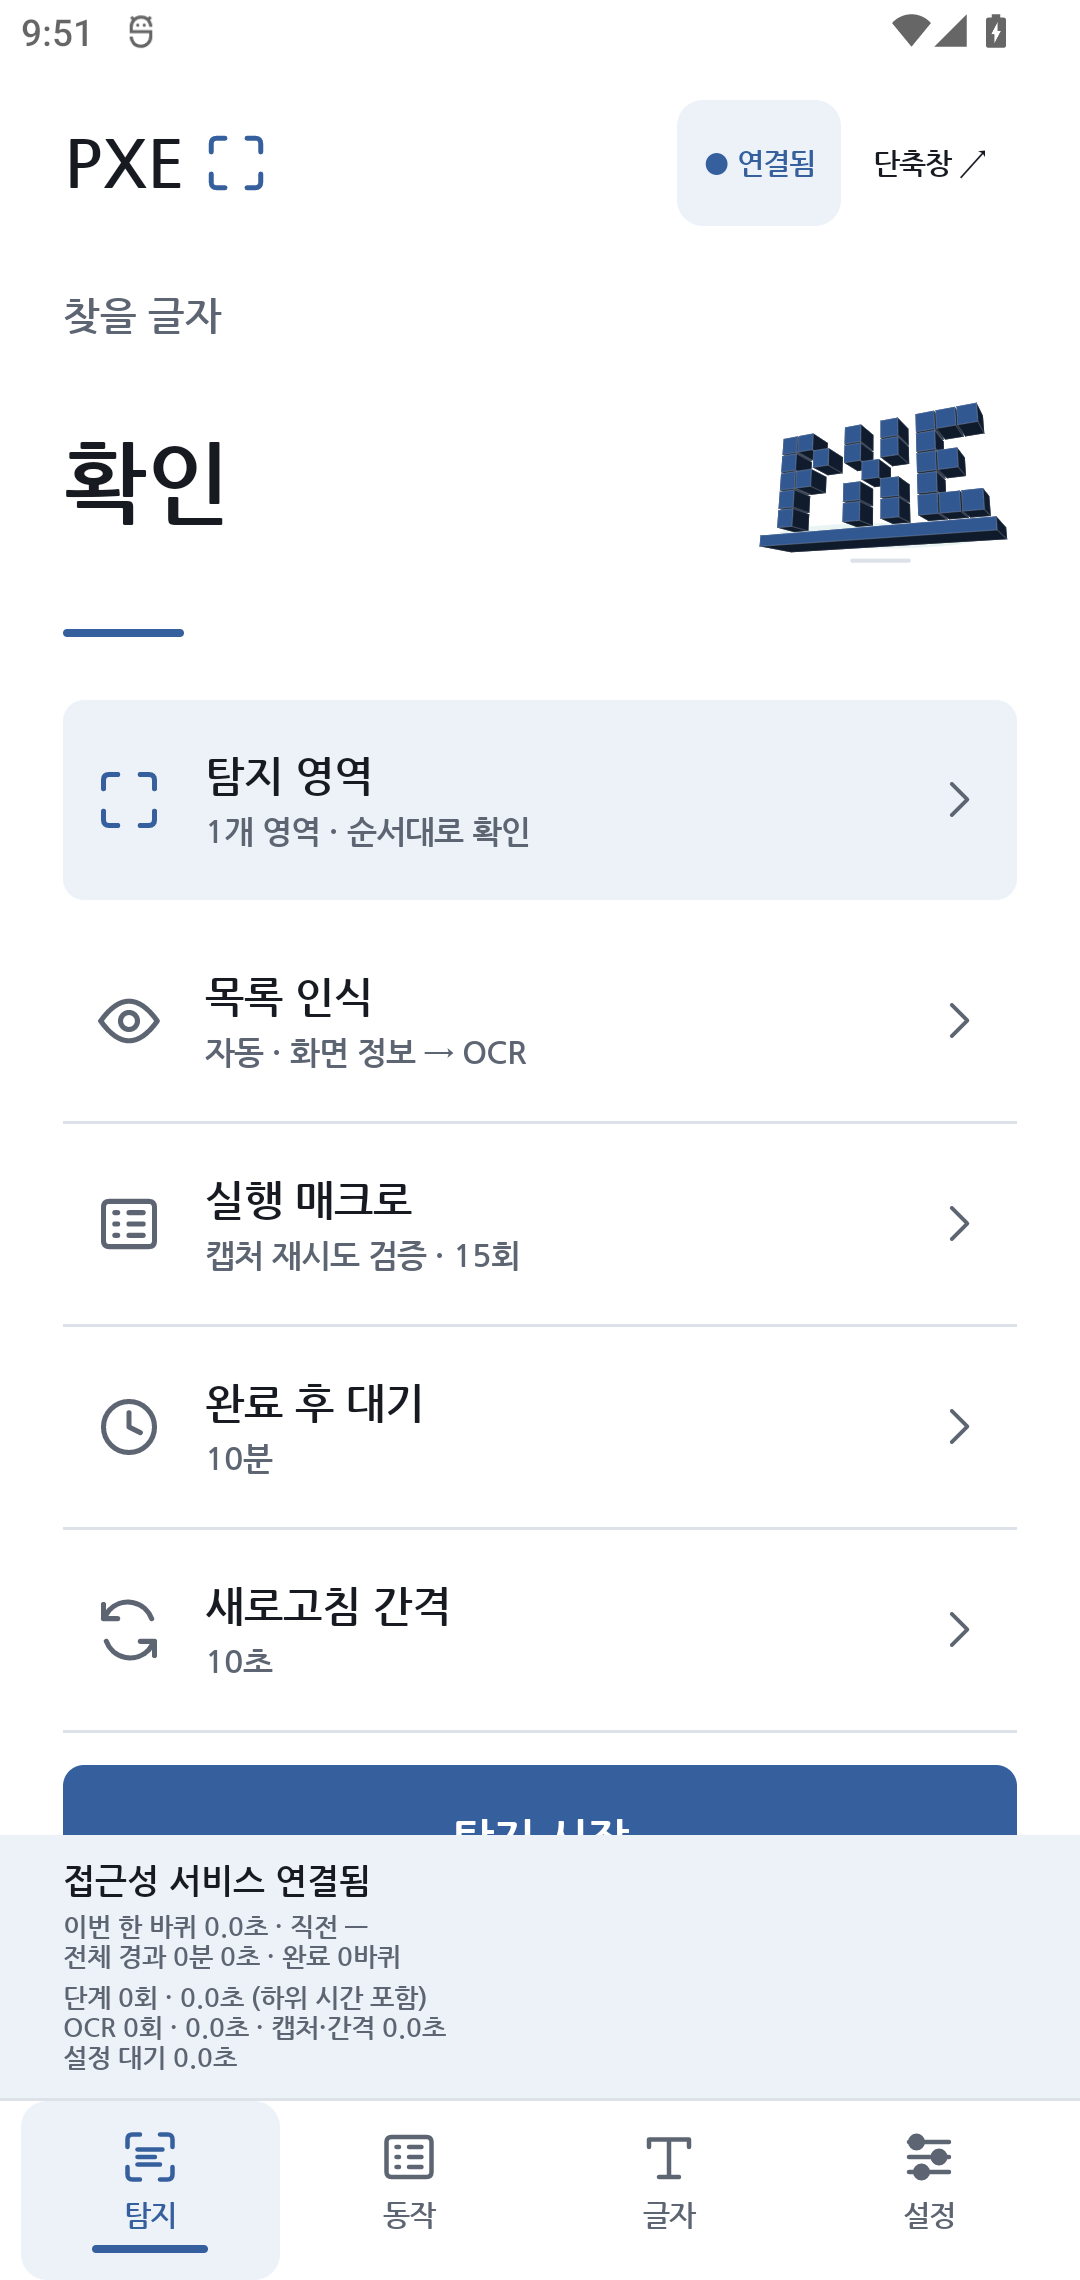 9:51
PXE
연결됨
단축창 ↗
찾을 글자
확인
PXE
탐지 영역
1개 영역 · 순서대로 확인
목록 인식
자동 · 화면 정보 → OCR
실행 매크로
캡처 재시도 검증 · 15회
완료 후 대기
10분
새로고침 간격
10초
탐지 시작
접근성 서비스 연결됨
이번 한 바퀴 0.0초 · 직전 —
전체 경과 0분 0초 · 완료 0바퀴
단계 0회 · 0.0초 (하위 시간 포함)
OCR 0회 · 0.0초 · 캡처·간격 0.0초
설정 대기 0.0초
탐지
동작
글자
설정